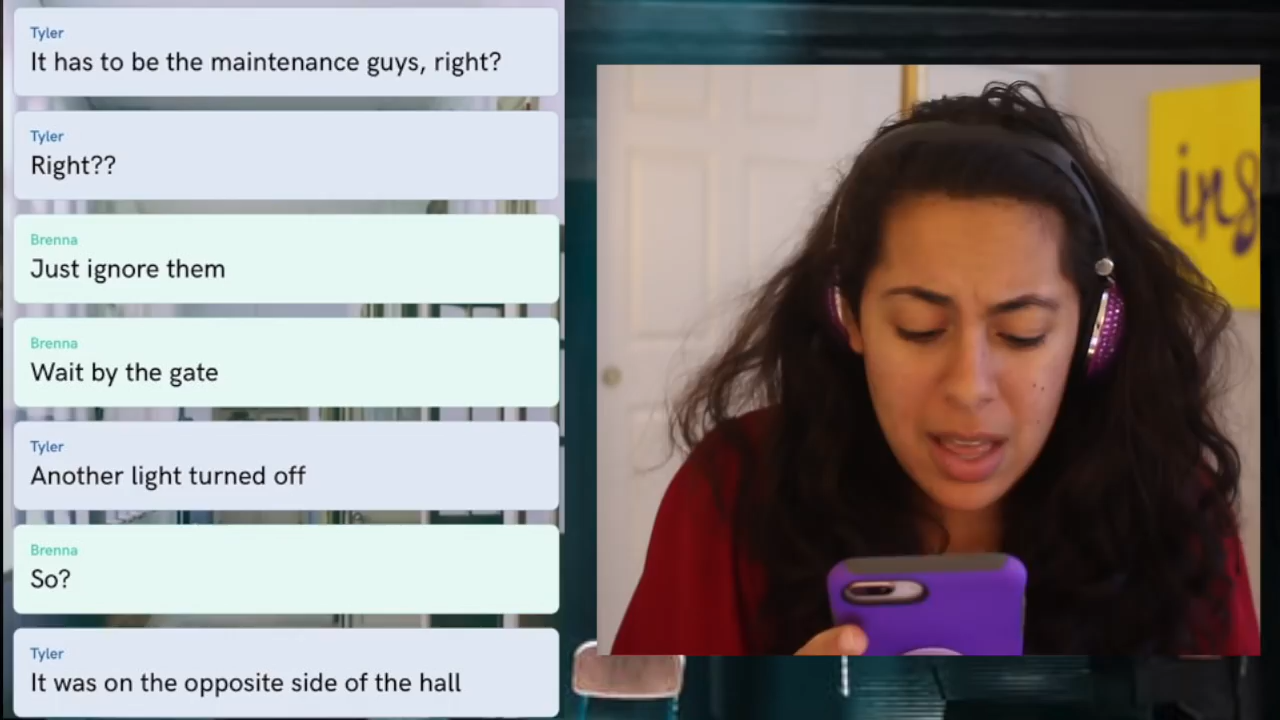 Tyler
It has to be the maintenance guys, right?
Tyler
Right??
Brenna
Just ignore them
Brenna
Wait by the gate
Tyler
Another light turned off
Brenna
So?
Tyler
It was on the opposite side of the hall
ins